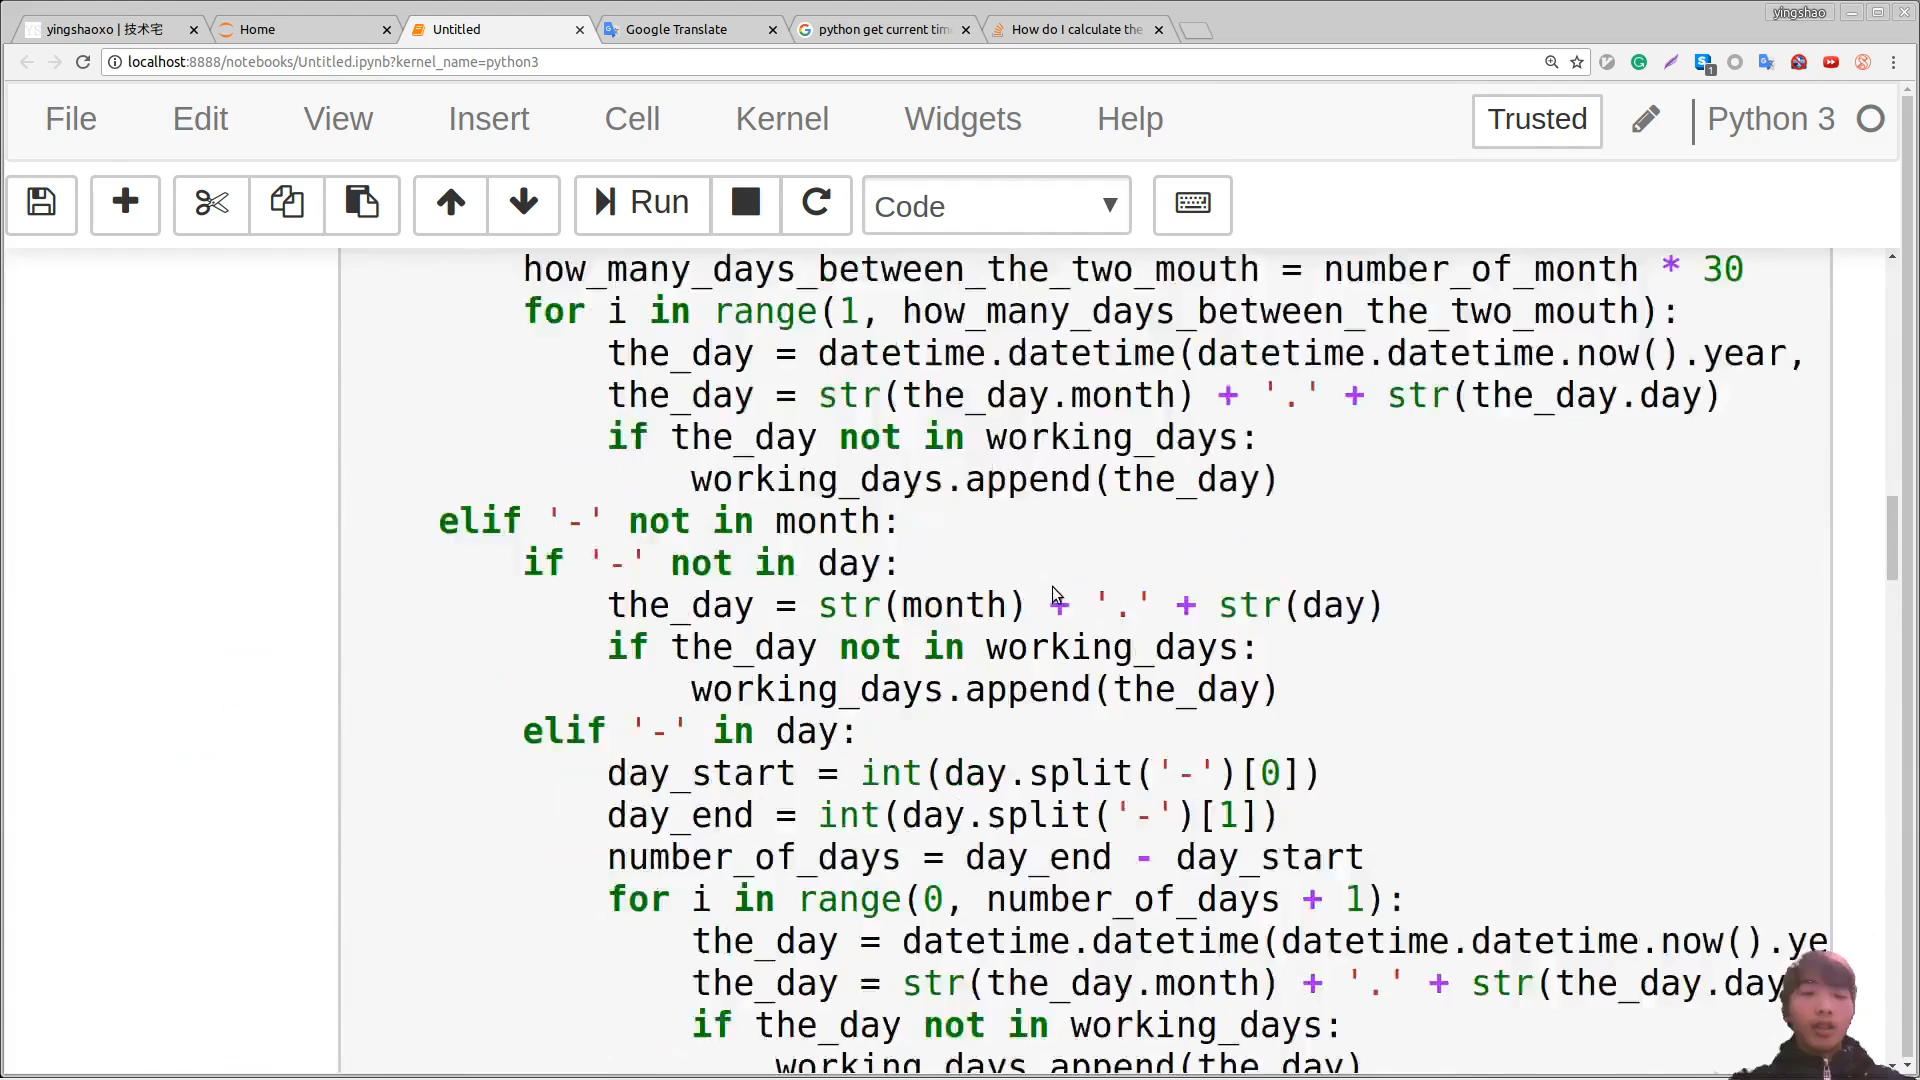 yingshao
yingshaoxo | 技术宅
Home
Untitled
Google Translate
python get current tim
How do I calculate the
localhost:8888/notebooks/Untitled.ipynb?kernel_name=python3
1
File Edit View Insert Cell Kernel Widgets Help
Trusted
Python 3
Run
Code
how_many_days_between_the_two_mouth = number_of_month * 30
for i in range(1, how_many_days_between_the_two_mouth):
the_day = datetime.datetime(datetime.datetime.now().year,
the_day = str(the_day.month) + '.' + str(the_day.day)
if the_day not in working_days:
working_days.append(the_day)
elif '-' not in month:
if '-' not in day:
the_day = str(month) + '.' + str(day)
if the_day not in working_days:
working_days.append(the_day)
elif '-' in day:
day_start = int(day.split('-')[0])
day_end = int(day.split('-')[1])
number_of_days = day_end - day_start
for i in range(0, number_of_days + 1):
the_day = datetime.datetime(datetime.datetime.now().ye
the_day = str(the_day.month) + '.' + str(the_day.day
if the_day not in working_days:
working_days.append(the_day)